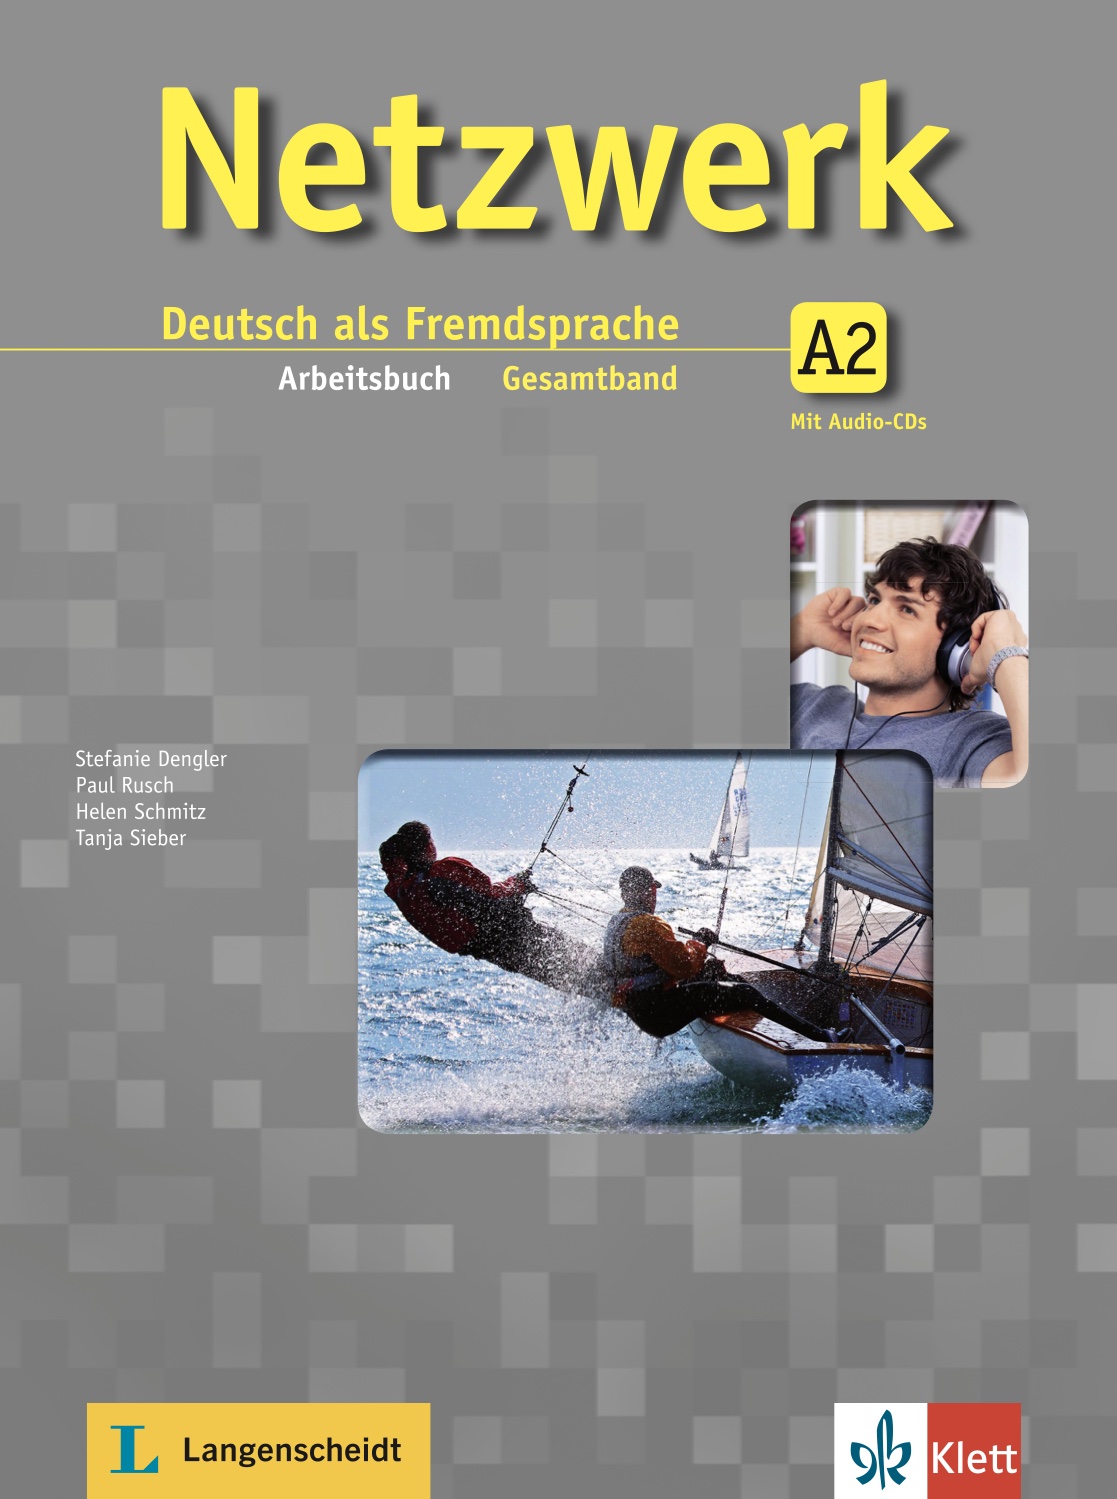 Netzwerk
Deutsch als Fremdsprache
A2
Arbeitsbuch Gesamtband
Mit Audio-CDs
Stefanie Dengler
Paul Rusch
Helen Schmitz
Tanja Sieber
L Langenscheidt
Klett